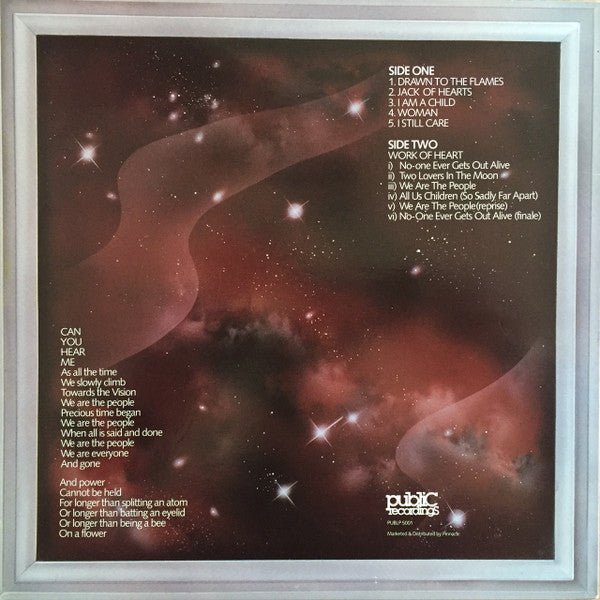 SIDE ONE
1. DRAWN TO THE FLAMES
2. JACK OF HEARTS
3. I AM A CHILD
4. WOMAN
5. I STILL CARE
SIDE TWO
WORK OF HEART
i) No-one Ever Gets Out Alive
ii) Two Lovers In The Moon
iii) We Are The People
iv) All Us Children (So Sadly Far Apart)
v) We Are The People(reprise)
vi) No-One Ever Gets Out Alive (finale)
CAN
YOU
HEAR
ME
As all the time
We slowly climb
Towards the Vision
We are the people
Precious time began
We are the people
When all is said and done
We are the people
We are everyone
And gone
And power
Cannot be held
For longer than splitting an atom
Or longer than batting an eyelid
Or longer than being a bee
On a flower
public
recordings
PUBLP 5001
Marketed & Distributed by Pinnacle